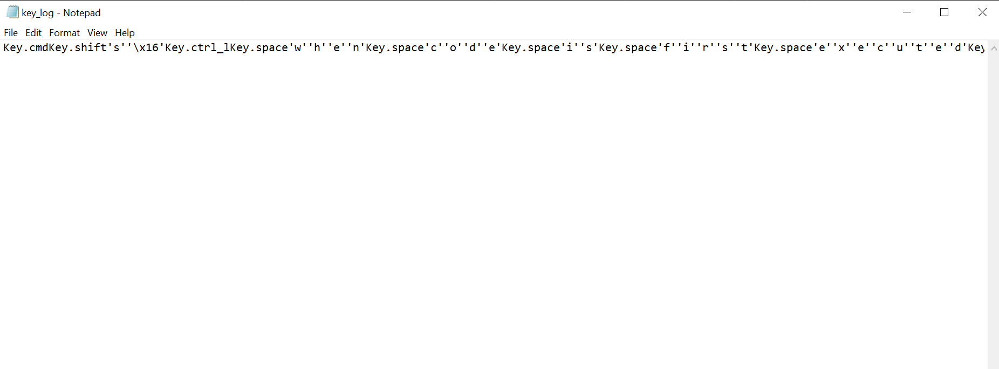 key_log - Notepad
File Edit Format View Help
Key.cmdKey.shift's''\x16'Key.ctrl_lKey.space'w''h''e''n'Key.space'c''o''d''e'Key.space'i''s'Key.space'f''i''r''s''t'Key.space'e''x''e''c''u''t''e''d'Key